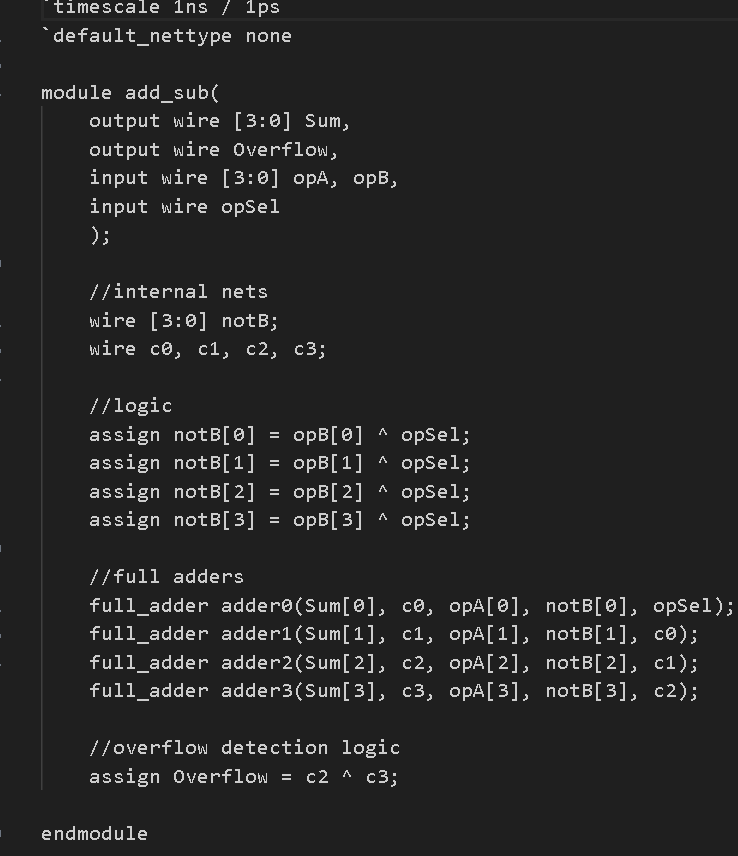 `timescale 1ns / 1ps
`default_nettype none
module add_sub(
output wire [3:0] Sum,
output wire Overflow,
input wire [3:0] opA, opB,
input wire opSel
);
//internal nets
wire [3:0] notB;
wire c0, c1, c2, c3;
//logic
assign notB[0] = opB[0] ^ opSel;
assign notB[1] = opB[1] ^ opSel;
assign notB[2] = opB[2] ^ opSel;
assign notB[3] = opB[3] ^ opSel;
//full adders
full_adder adder0(Sum[0], c0, opA[0], notB[0], opSel);
full_adder adder1(Sum[1], c1, opA[1], notB[1], c0);
full_adder adder2(Sum[2], c2, opA[2], notB[2], c1);
full_adder adder3(Sum[3], c3, opA[3], notB[3], c2);
//overflow detection logic
assign Overflow = c2 ^ c3;
endmodule